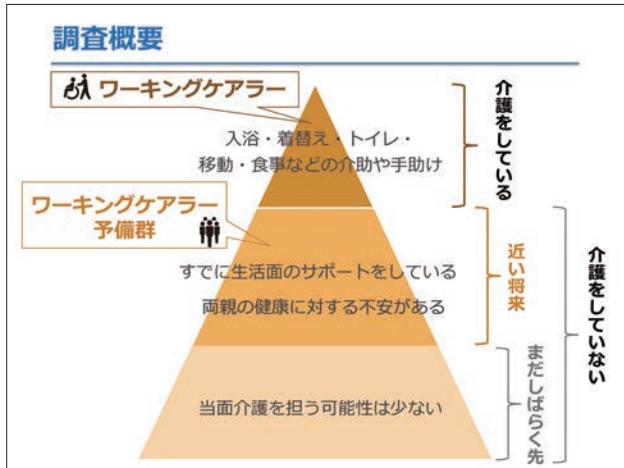 調査概要
ワーキングケアラー
入浴・着替え・トイレ・
移動・食事などの介助や手助け
介護をしている
ワーキングケアラー
予備群
すでに生活面のサポートをしている
両親の健康に対する不安がある
近い将来
介護をしていない
当面介護を担う可能性は少ない
まだしばらく先